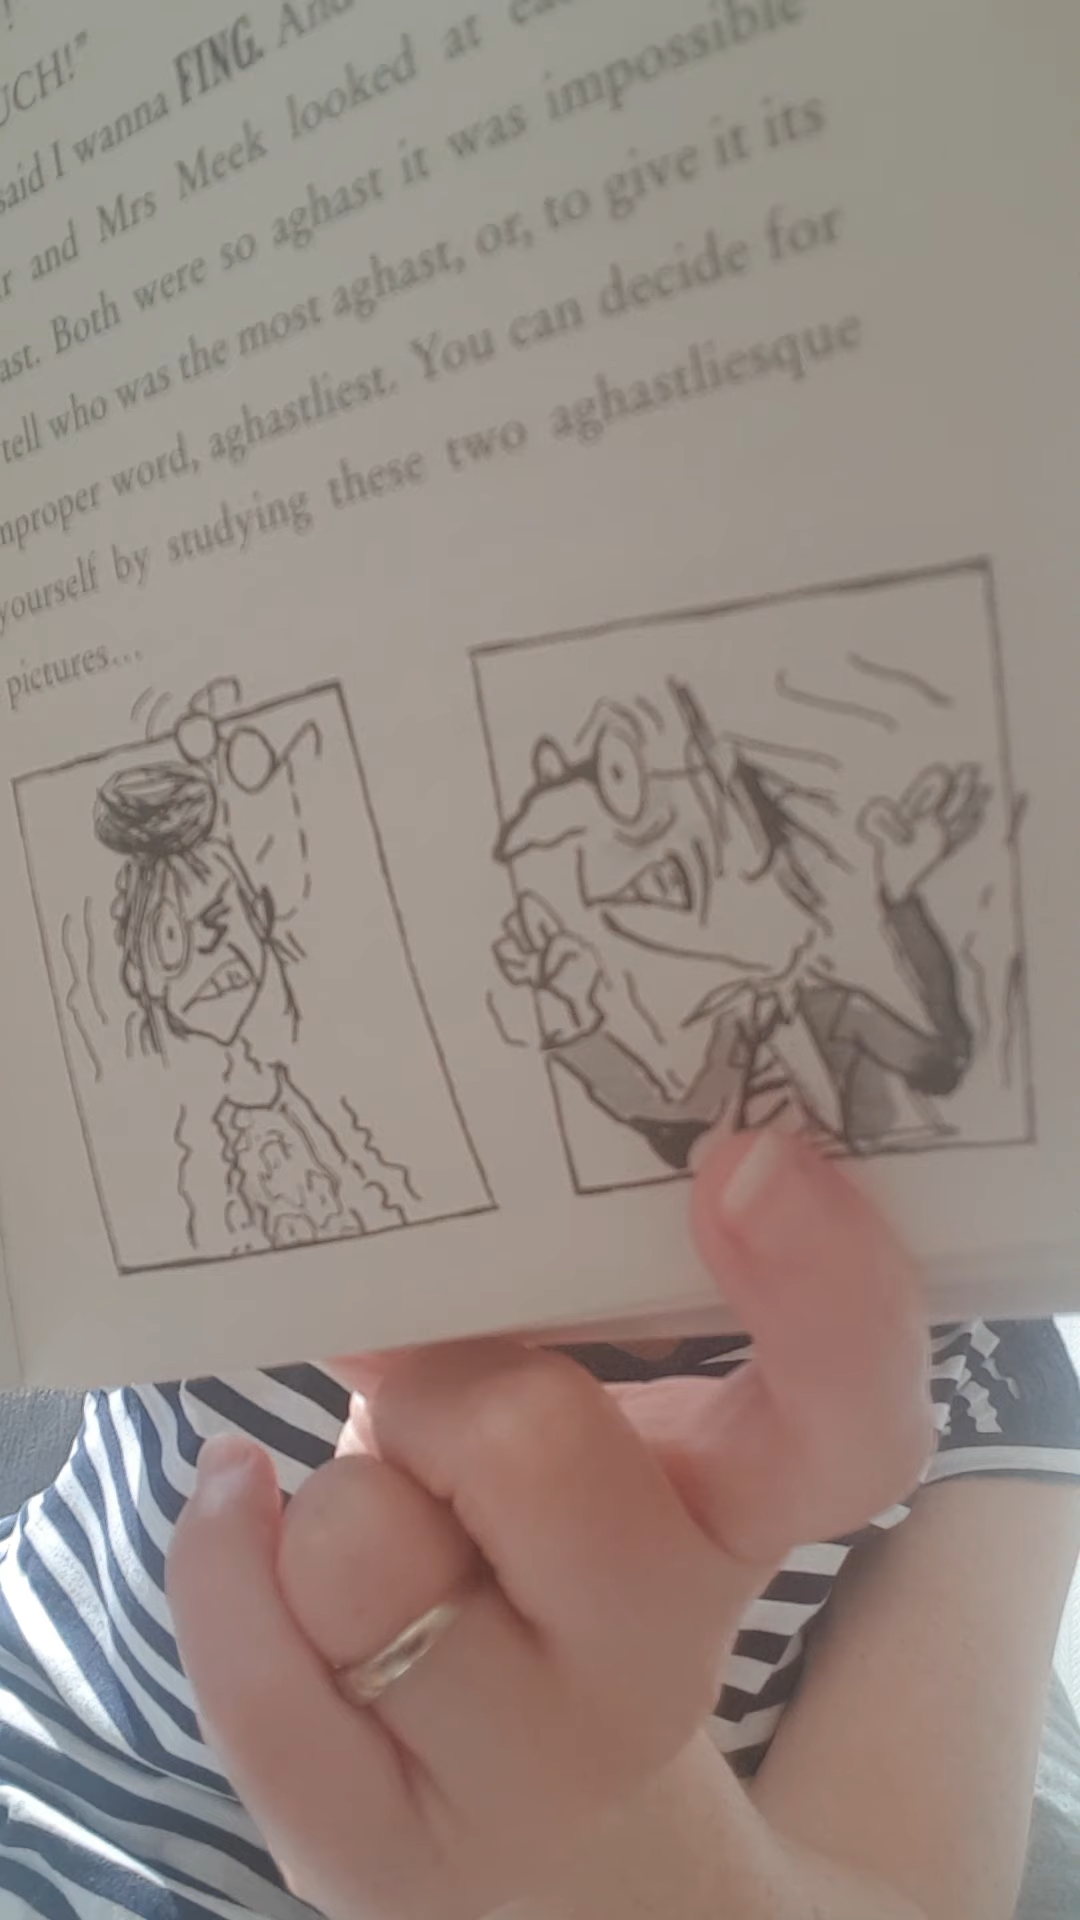 !
UCH!”
said I wanna FING. And
r and Mrs Meek looked at
ast. Both were so aghast it was impossible
tell who was the most aghast, or, to give it its
mproper word, aghastliest. You can decide for
yourself by studying these two aghastliesque
pictures...